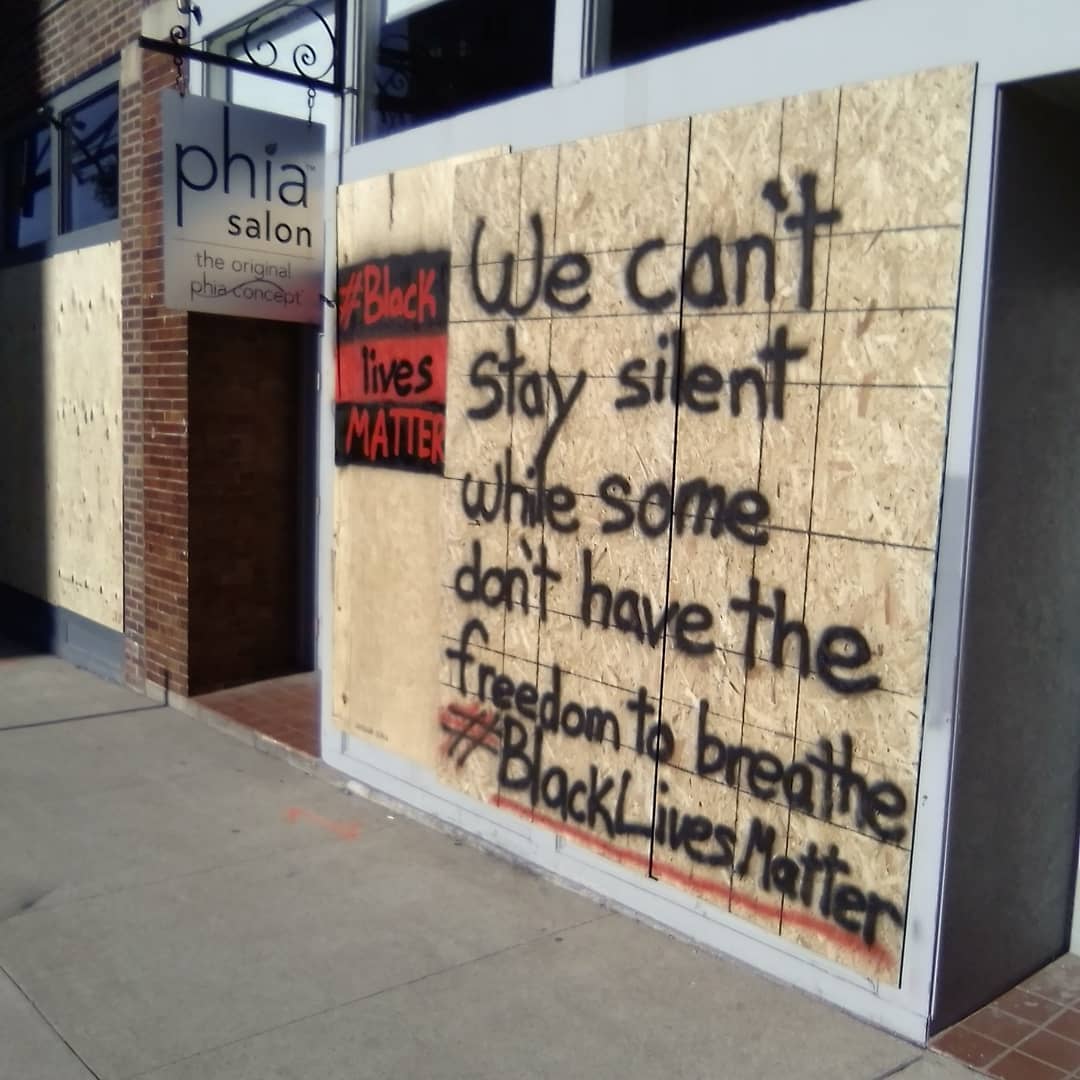 phia™
salon
the original
phia concept
#Black
lives
MATTER
We can't
stay silent
while some
don't have the
freedom to breathe
#BlackLivesMatter